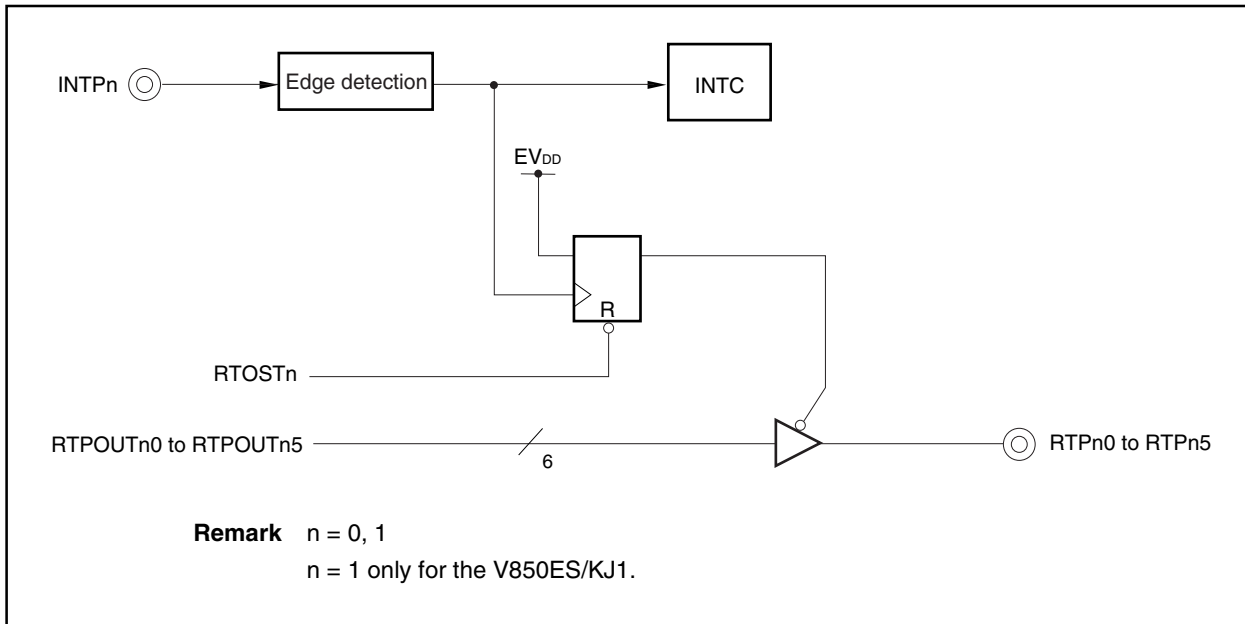 INTPn
Edge detection
INTC
EVDD
R
RTOSTn
RTPOUTn0 to RTPOUTn5
6
RTPn0 to RTPn5
Remark n = 0, 1
n = 1 only for the V850ES/KJ1.